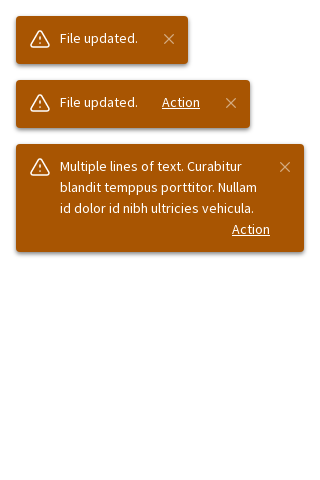 File updated.
File updated. Action
Multiple lines of text. Curabitur
blandit temppus porttitor. Nullam
id dolor id nibh ultricies vehicula.
Action